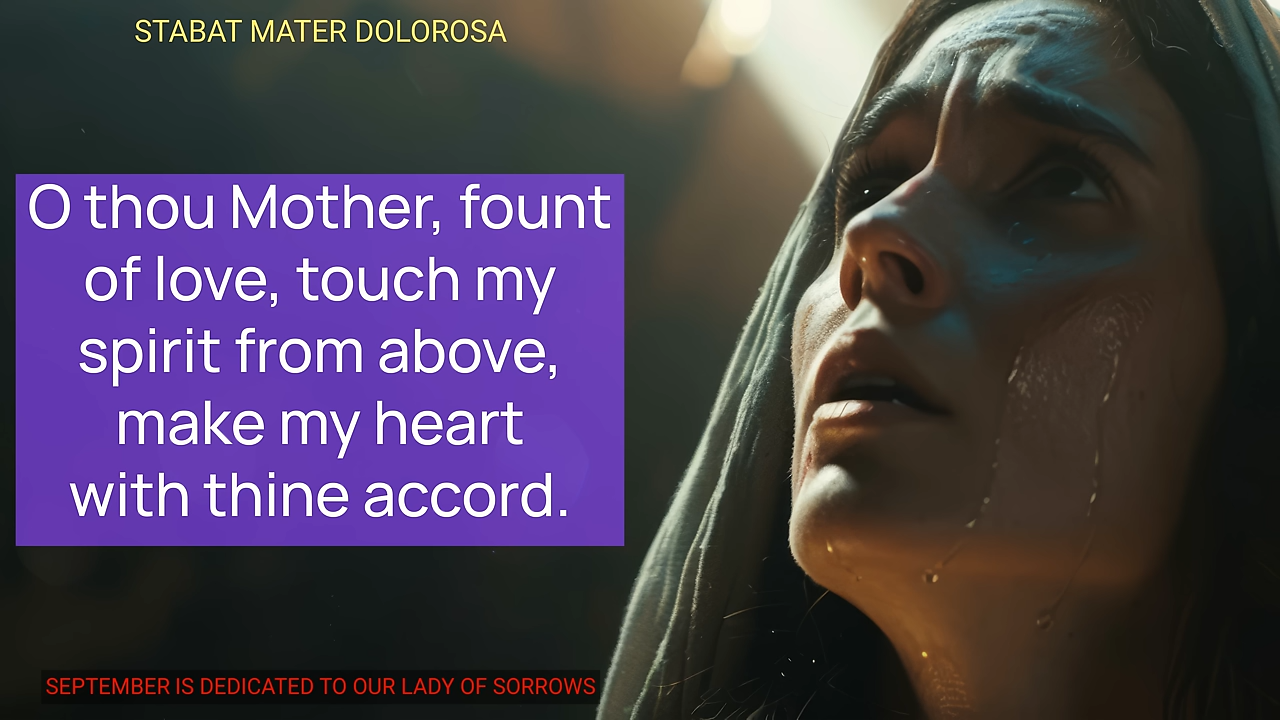 STABAT MATER DOLOROSA
O thou Mother, fount
of love, touch my
spirit from above,
make my heart
with thine accord.
SEPTEMBER IS DEDICATED TO OUR LADY OF SORROWS